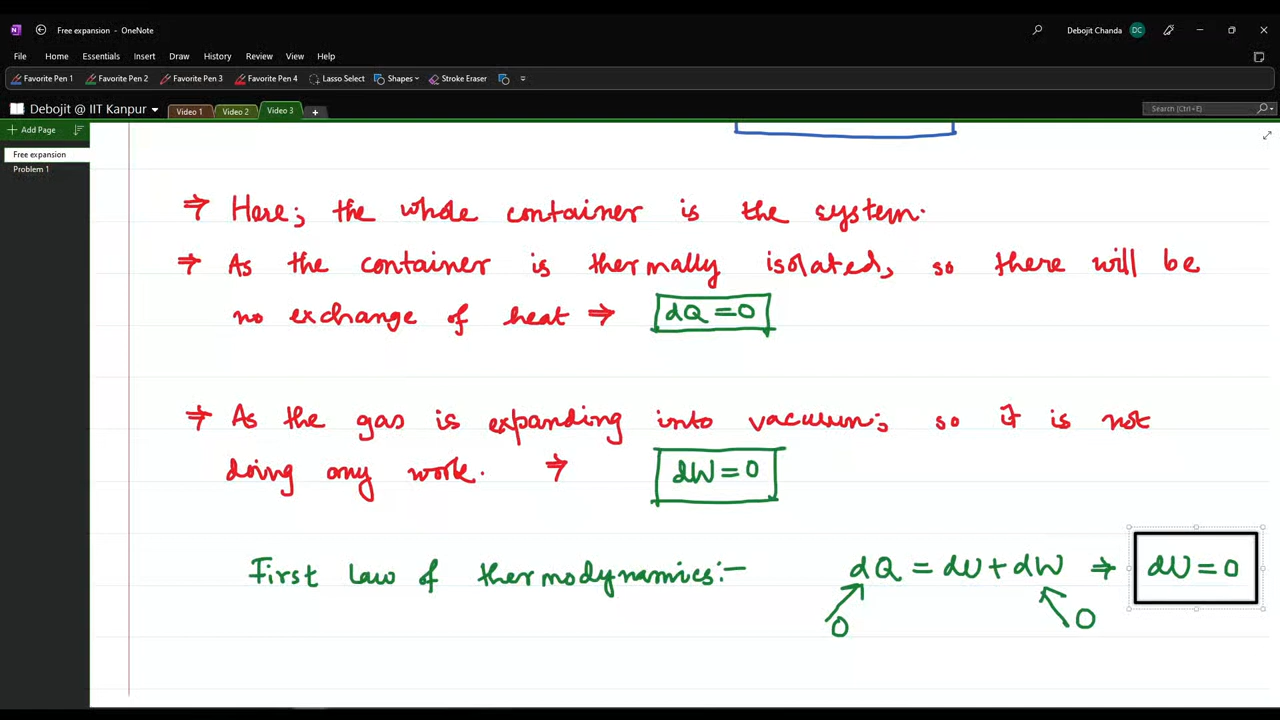 Free expansion - OneNote
Debojit Chanda DC
File Home Essentials Insert Draw History Review View Help
Favorite Pen 1 Favorite Pen 2 Favorite Pen 3 Favorite Pen 4 Lasso Select Shapes Stroke Eraser
Debojit @ IIT Kanpur Video 1 Video 2 Video 3 + Search (Ctrl+E)
+ Add Page
Free expansion
Problem 1
⇒ Here; the whole container is the system.
⇒ As the container is thermally isolated, so there will be
no exchange of heat ⇒ dQ = 0
⇒ As the gas is expanding into vacuum; so it is not
doing any work. ⇒ dW = 0
First law of thermodynamics:- dQ = dU + dW ⇒ dU = 0
0 0